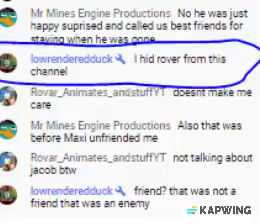 Mr Mines Engine Productions No he was just
happy suprised and called us best friends for
staying when he was gone
lowrenderedduck I hid rover from this
channel
Rovar_Animates_andstuffYT doesnt make me
care
Mr Mines Engine Productions Also that was
before Maxi unfriended me
Rovar_Animates_andstuffYT not talking about
jacob btw
lowrenderedduck friend? that was not a
friend that was an enemy
KAPWING